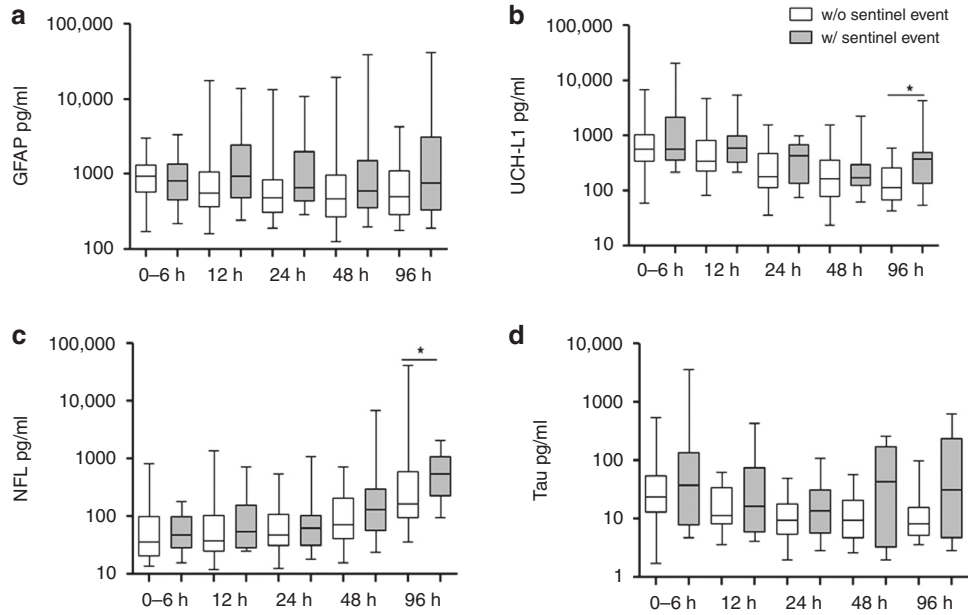 a
100,000
10,000
1000
100
GFAP pg/ml
0–6 h 12 h 24 h 48 h 96 h
b
w/o sentinel event
w/ sentinel event
100,000
10,000
1000
100
10
UCH-L1 pg/ml
*
0–6 h 12 h 24 h 48 h 96 h
c
100,000
10,000
1000
100
10
NFL pg/ml
*
0–6 h 12 h 24 h 48 h 96 h
d
10,000
1000
100
10
1
Tau pg/ml
0–6 h 12 h 24 h 48 h 96 h